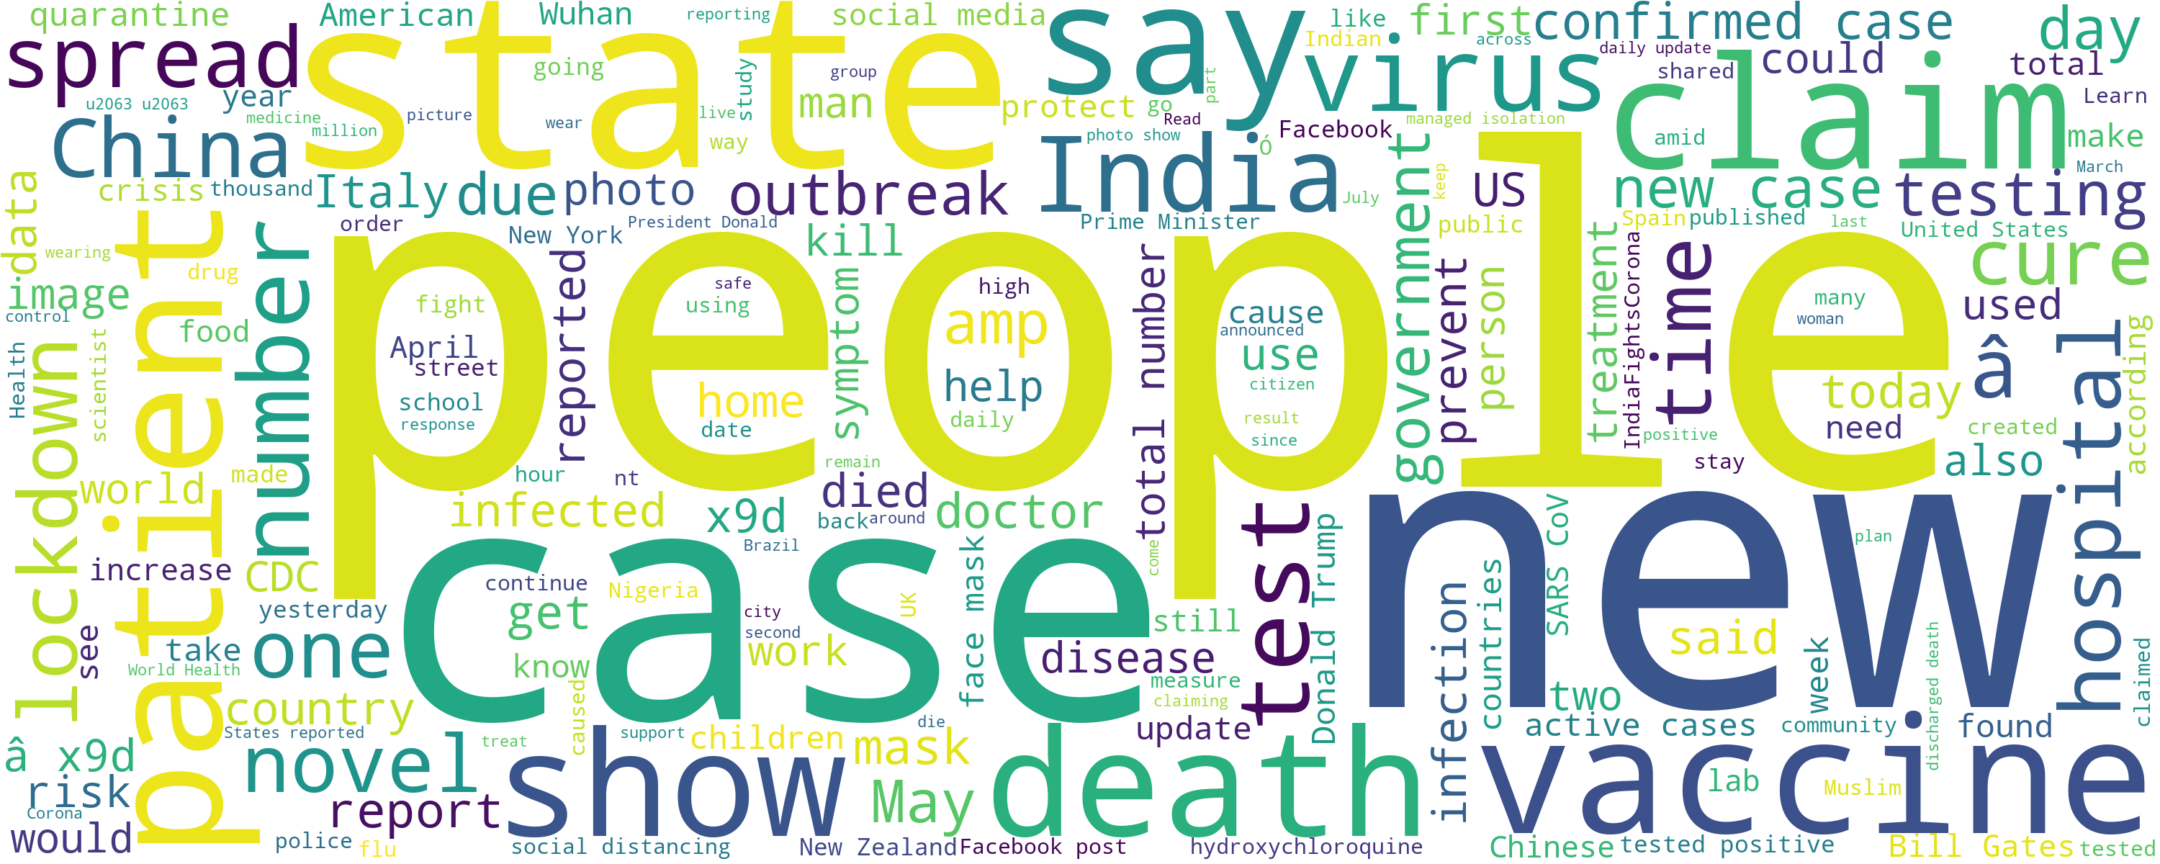 quarantine
American
Wuhan
reporting
social media
say
like
first
confirmed case
day
spread
state
going
study
group
Indian
across
daily update
virus
shared
could
total
u2063 u2063
year
medicine
million
picture
wear
live
way
man
protect
go
part
Read
Facebook
managed isolation
claim
Learn
China
photo show
ó
amid
make
March
data
crisis
thousand
Italy
due
photo
outbreak
India
July
government
keep
US
new case
testing
order
New York
President Donald
Prime Minister
public
Spain
published
last
United States
wearing
drug
patient
number
reported
kill
symptom
total number
prevent
person
treatment
IndiaFightsCorona
time
cure
image
control
food
people
fight
safe
using
high
amp
cause
announced
many
woman
used
Health
scientist
April
street
school
response
home
date
help
daily
use
citizen
result
since
today
need
â
hospital
according
lockdown
world
made
hour
nt
remain
positive
stay
also
created
infected
x9d
died
back
around
doctor
Brazil
come
test
Donald Trump
new
SARS CoV
plan
increase
CDC
case
continue
Nigeria
city
second
UK
face mask
infection
countries
yesterday
see
take
World Health
one
get
know
work
still
disease
measure
claiming
said
week
two
discharged death
claimed
country
States reported
treat
caused
support
children
die
mask
update
active cases
community
found
â x9d
novel
show
death
vaccine
risk
Corona
would
report
May
lab
Muslim
police
flu
social distancing
New Zealand
Facebook post
hydroxychloroquine
Chinese
tested positive
Bill Gates
tested